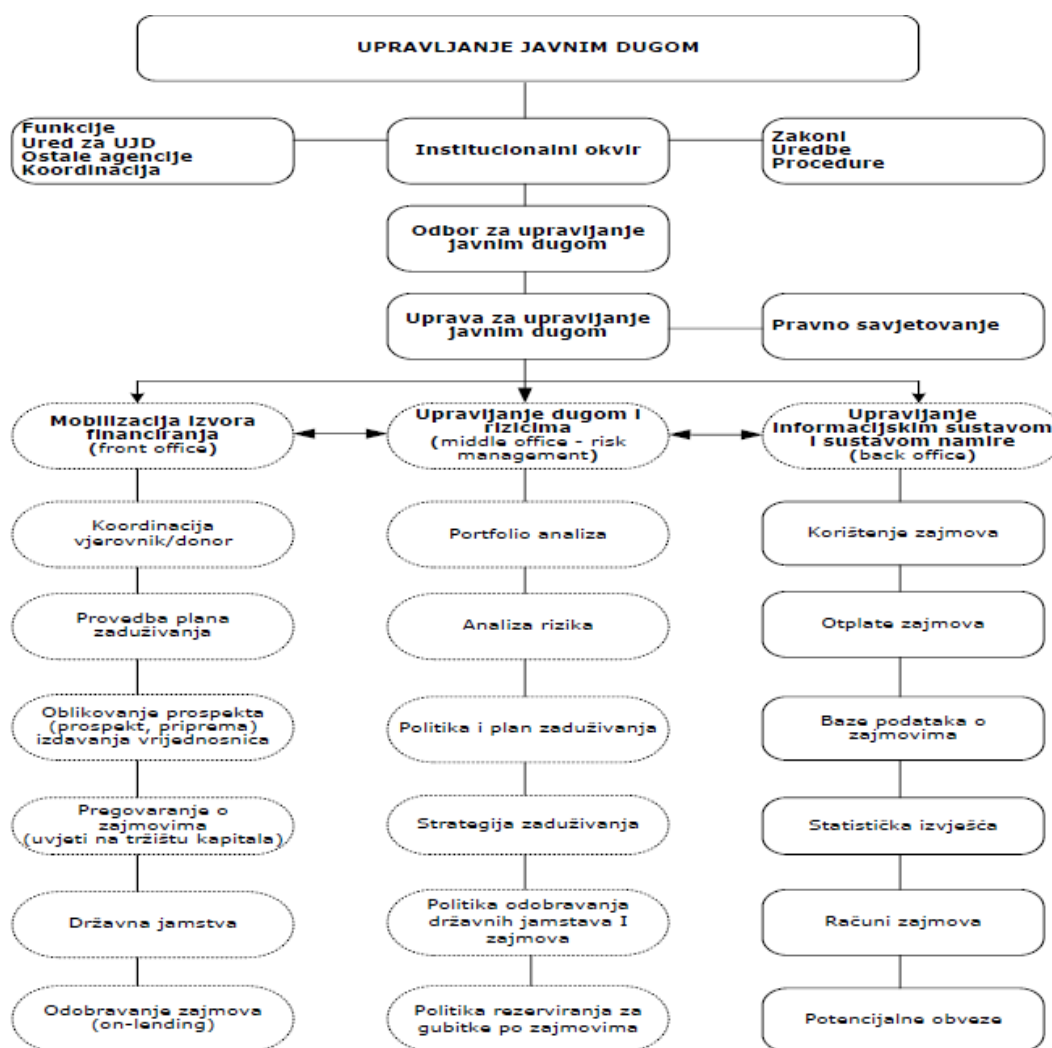 UPRAVLJANJE JAVNIM DUGOM
Funkcije
Ured za UJD
Ostale agencije
Koordinacija
Institucionalni okvir
Zakoni
Uredbe
Procedure
Odbor za upravljanje
javnim dugom
Uprava za upravljanje
javnim dugom
Pravno savjetovanje
Mobilizacija izvora
financiranja
(front office)
Upravljanje dugom i
rizicima
(middle office - risk
management)
Upravljanje
informacijskim sustavom
i sustavom namire
(back office)
Koordinacija
vjerovnik/donor
Portfolio analiza
Korištenje zajmova
Provedba plana
zaduživanja
Analiza rizika
Otplate zajmova
Oblikovanje prospekta
(prospekt, priprema)
izdavanja vrijednosnica
Politika i plan zaduživanja
Baze podataka o
zajmovima
Pregovaranje o
zajmovima
(uvjeti na tržištu kapitala)
Strategija zaduživanja
Statistička izvješća
Državna jamstva
Politika odobravanja
državnih jamstava I
zajmova
Računi zajmova
Odobravanje zajmova
(on-lending)
Politika rezerviranja za
gubitke po zajmovima
Potencijalne obveze